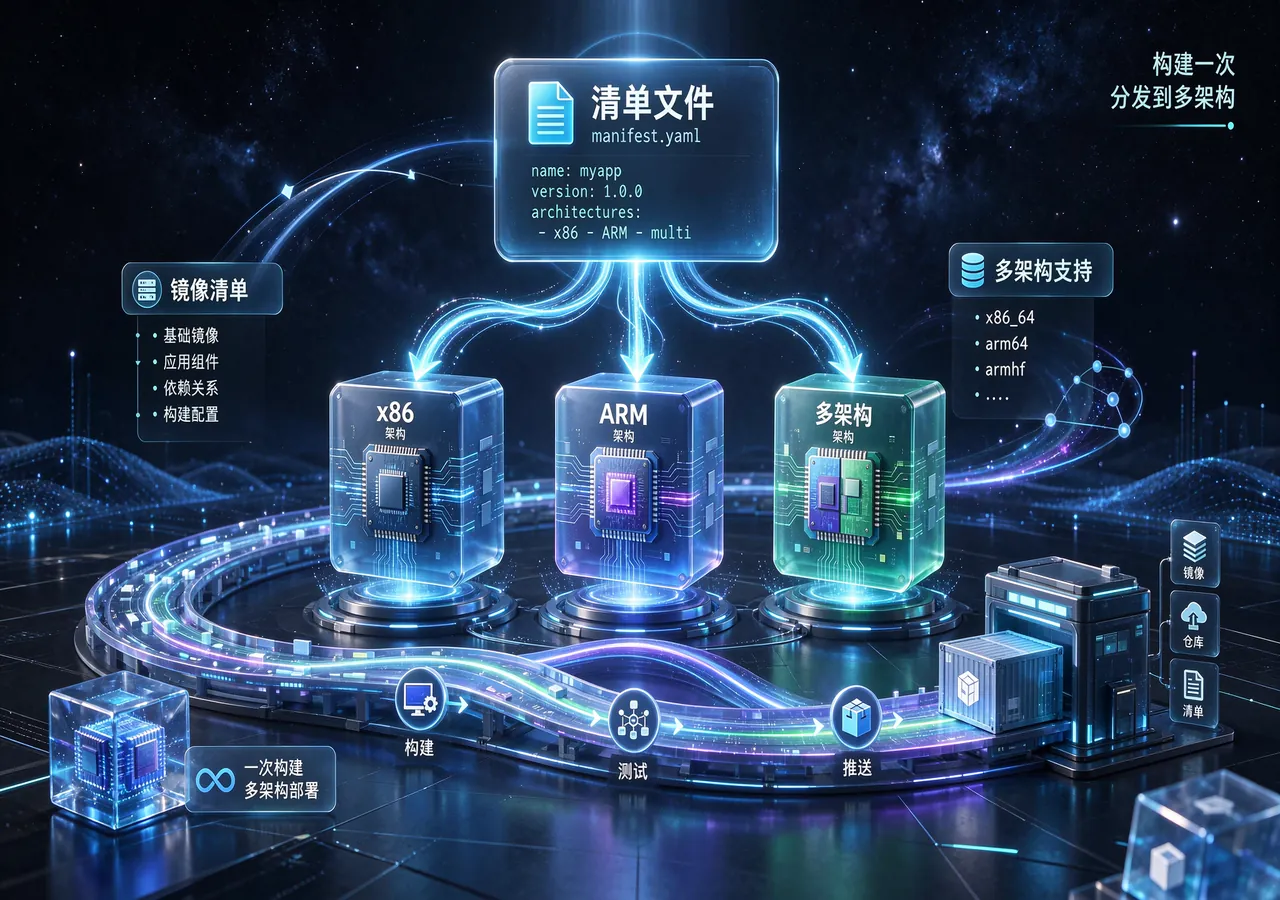 构建一次
分发到多架构
清单文件
manifest.yaml
name: myapp
version: 1.0.0
architectures:
- x86 - ARM - multi
镜像清单
• 基础镜像
• 应用组件
• 依赖关系
• 构建配置
多架构支持
• x86_64
• arm64
• armhf
• ....
x86
架构
ARM
架构
多架构
架构
镜像
仓库
清单
构建
测试
推送
一次构建
多架构部署